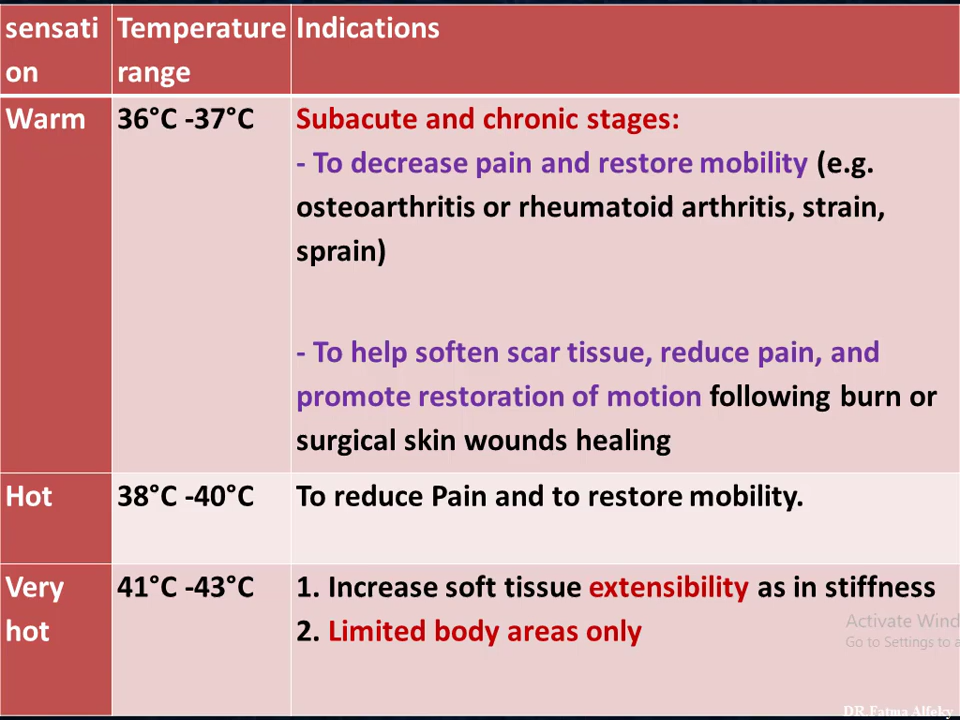 sensati Temperature Indications
on range
Warm 36°C -37°C Subacute and chronic stages:
- To decrease pain and restore mobility (e.g.
osteoarthritis or rheumatoid arthritis, strain,
sprain)
- To help soften scar tissue, reduce pain, and
promote restoration of motion following burn or
surgical skin wounds healing
Hot 38°C -40°C To reduce Pain and to restore mobility.
Very 41°C -43°C 1. Increase soft tissue extensibility as in stiffness
hot 2. Limited body areas only
Activate Wind
Go to Settings to a
DR.Fatma Alfeky